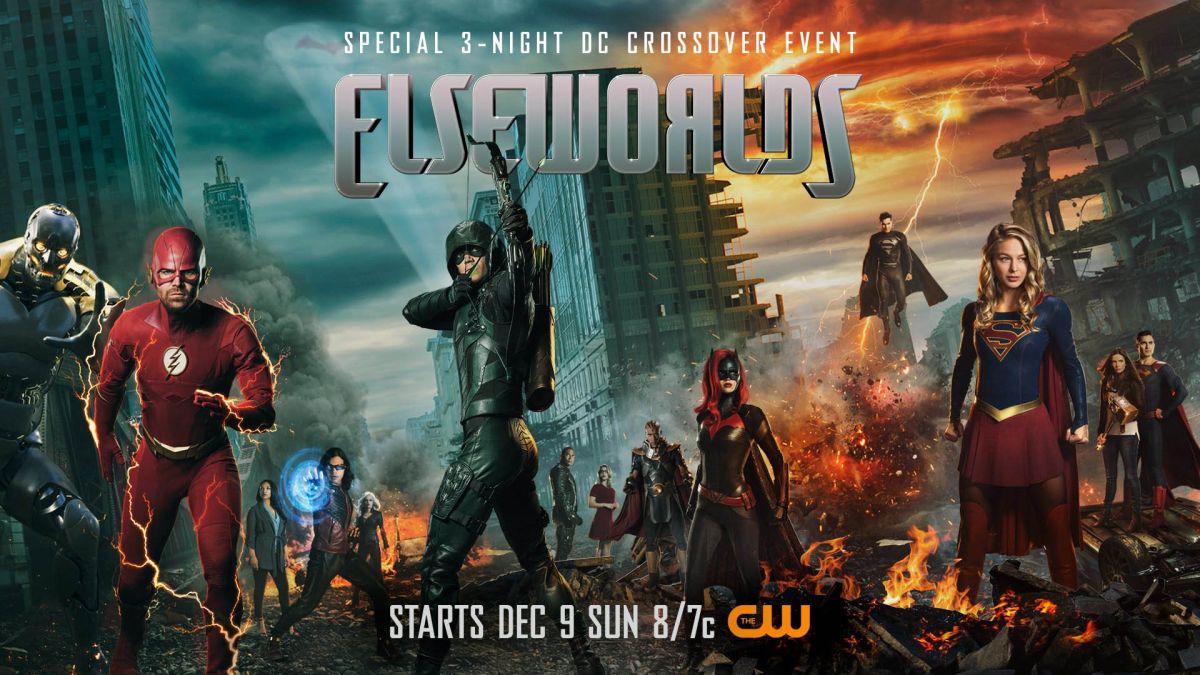 SPECIAL 3-NIGHT DC CROSSOVER EVENT
ELSEWORLDS
STARTS DEC 9 SUN 8/7c THE CW